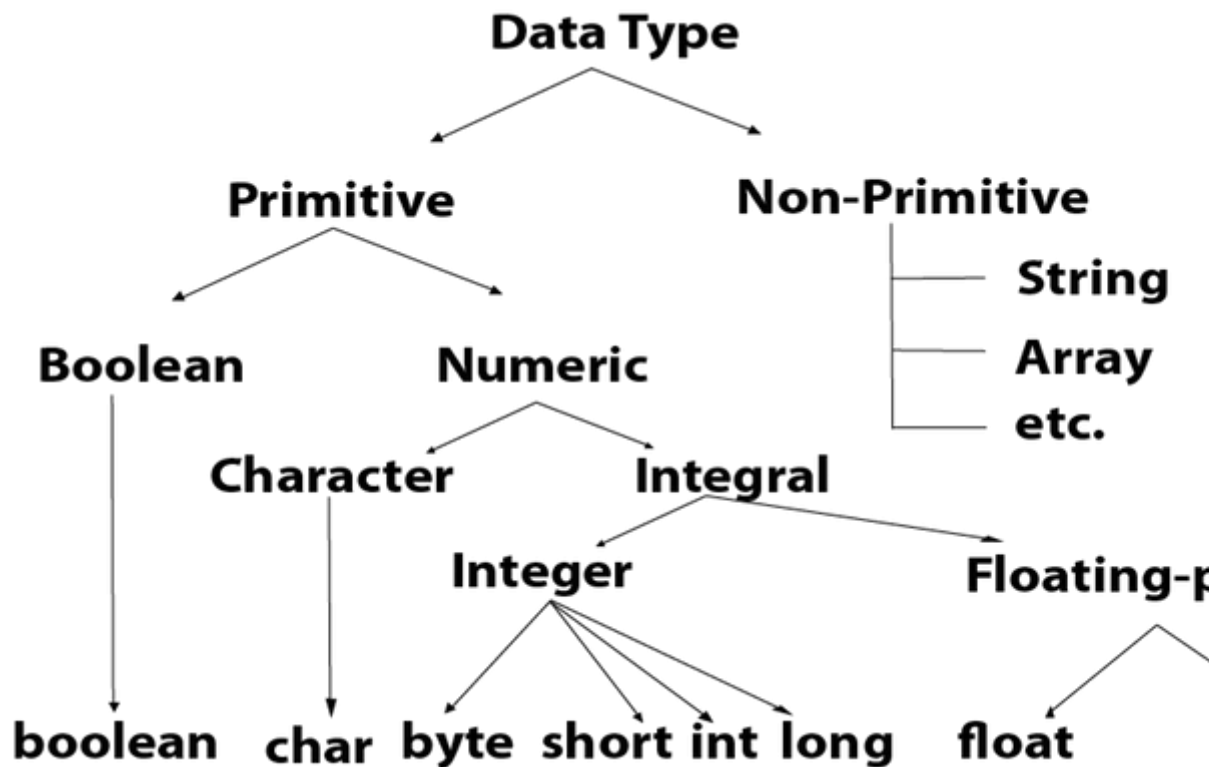 Data Type
Primitive
Non-Primitive
String
Boolean
Numeric
Array
etc.
Character
Integral
Integer
Floating-p
boolean
char
byte
short
int
long
float